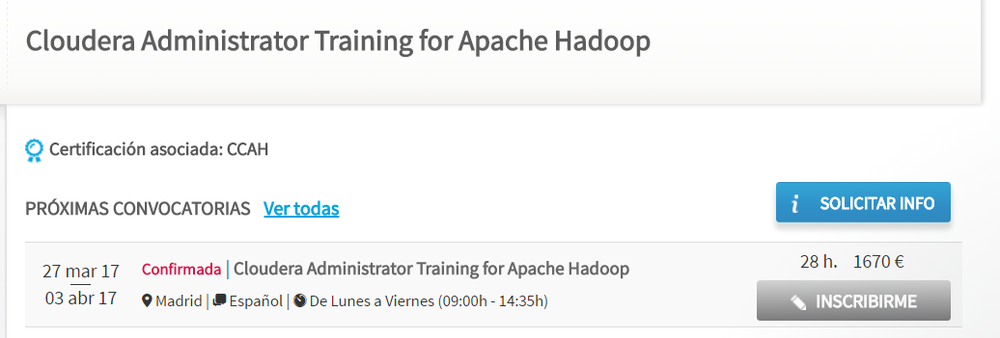 Cloudera Administrator Training for Apache Hadoop
Certificación asociada: CCAH
PRÓXIMAS CONVOCATORIAS Ver todas
SOLICITAR INFO
27 mar 17
03 abr 17
Confirmada | Cloudera Administrator Training for Apache Hadoop
Madrid | Español | De Lunes a Viernes (09:00h - 14:35h)
28 h. 1670 €
INSCRIBIRME